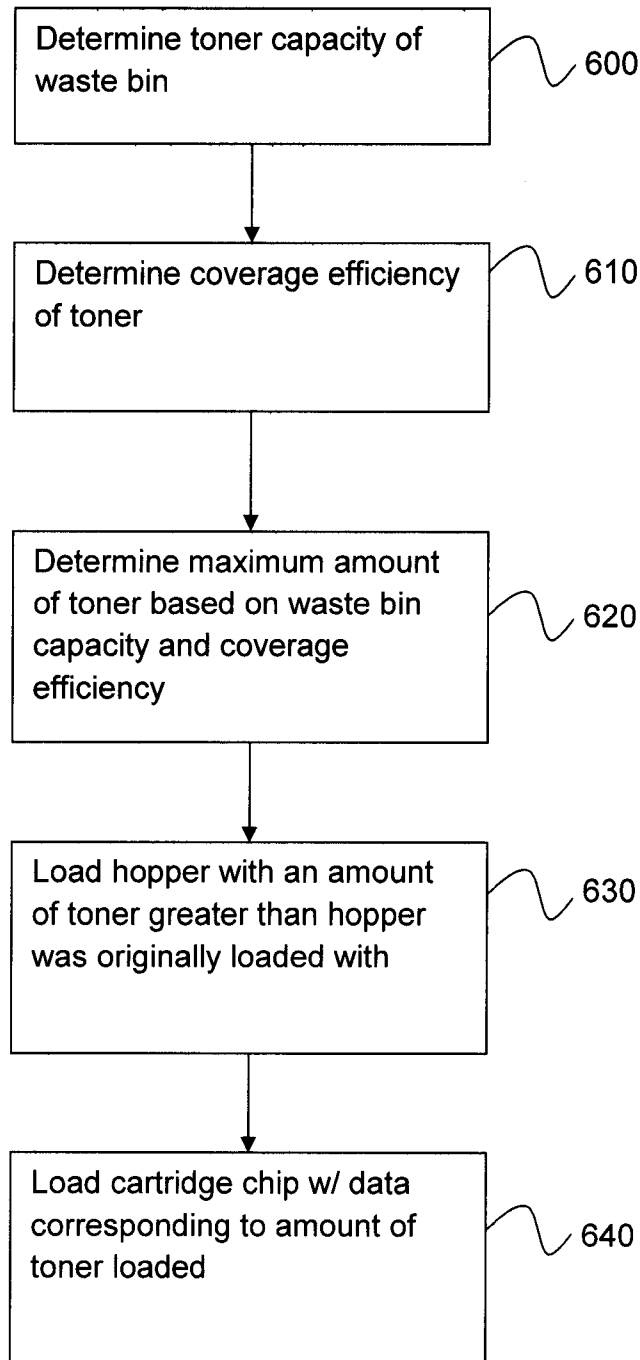 Determine toner capacity of
waste bin
600
Determine coverage efficiency
of toner
610
Determine maximum amount
of toner based on waste bin
capacity and coverage
efficiency
620
Load hopper with an amount
of toner greater than hopper
was originally loaded with
630
Load cartridge chip w/ data
corresponding to amount of
toner loaded
640